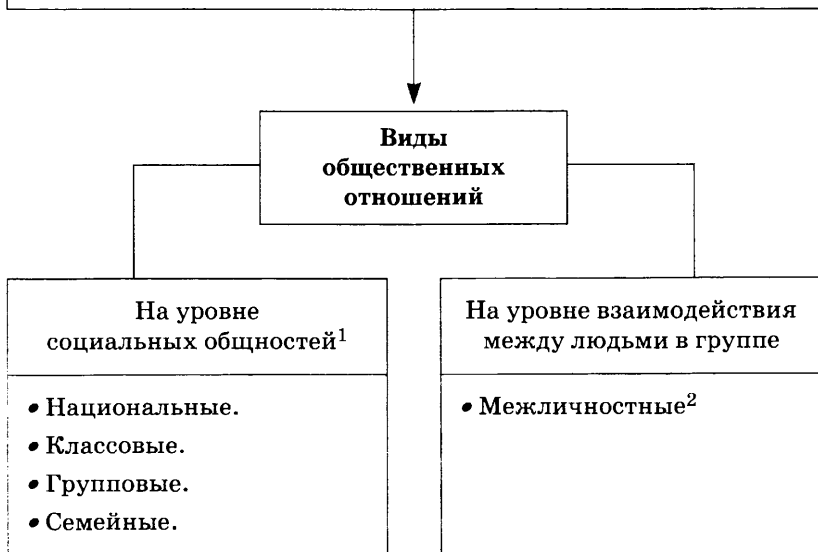 Виды
общественных
отношений
На уровне
социальных общностей¹
• Национальные.
• Классовые.
• Групповые.
• Семейные.
На уровне взаимодействия
между людьми в группе
• Межличностные²